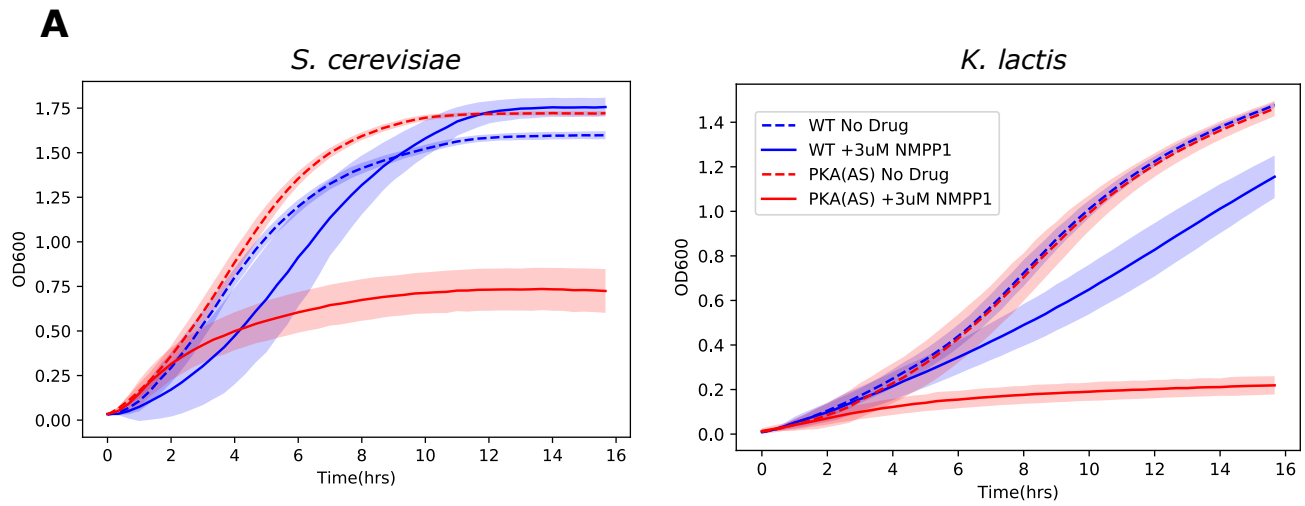 A
S. cerevisiae
OD600
1.75
1.50
1.25
1.00
0.75
0.50
0.25
0.00
0 2 4 6 8 10 12 14 16
Time(hrs)
K. lactis
WT No Drug
WT +3uM NMPP1
PKA(AS) No Drug
PKA(AS) +3uM NMPP1
OD600
1.4
1.2
1.0
0.8
0.6
0.4
0.2
0.0
0 2 4 6 8 10 12 14 16
Time(hrs)